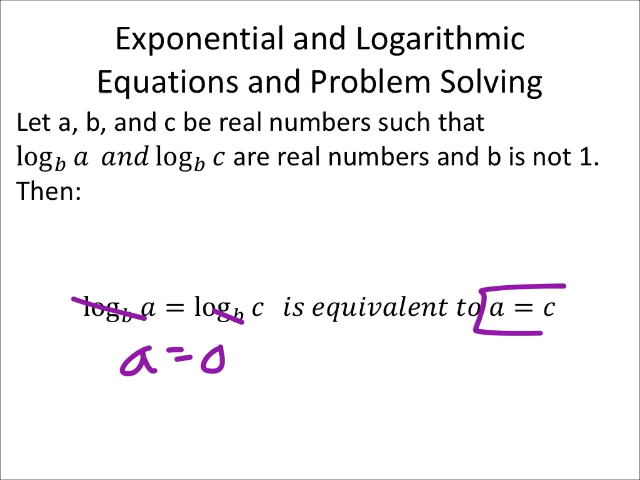 Exponential and Logarithmic
Equations and Problem Solving
Let a, b, and c be real numbers such that
log_b a and log_b c are real numbers and b is not 1.
Then:
log_b a = log_b c is equivalent to a = c
a = o